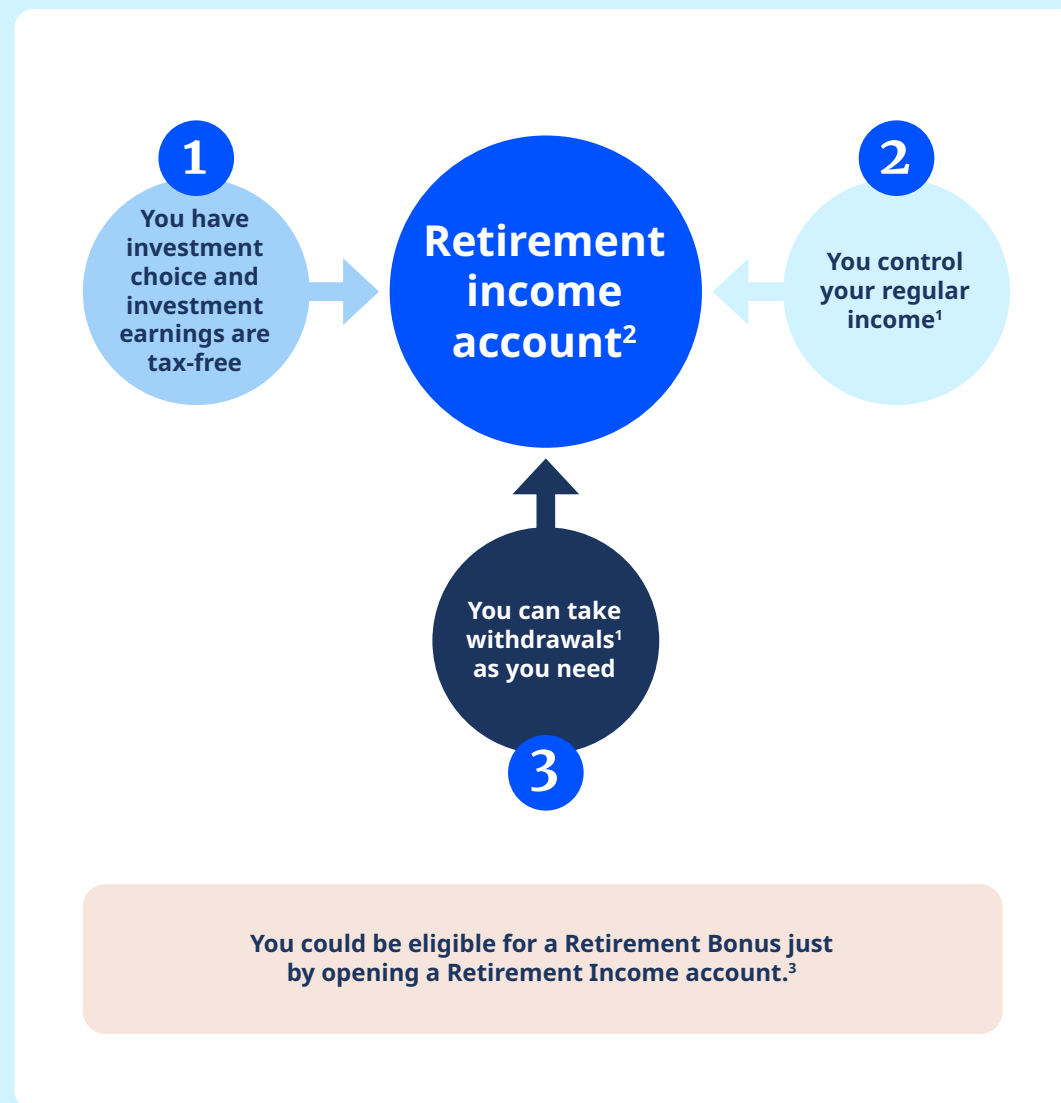 1
You have
investment
choice and
investment
earnings are
tax-free
Retirement
income
account²
2
You control
your regular
income¹
You can take
withdrawals¹
as you need
3
You could be eligible for a Retirement Bonus just
by opening a Retirement Income account.³